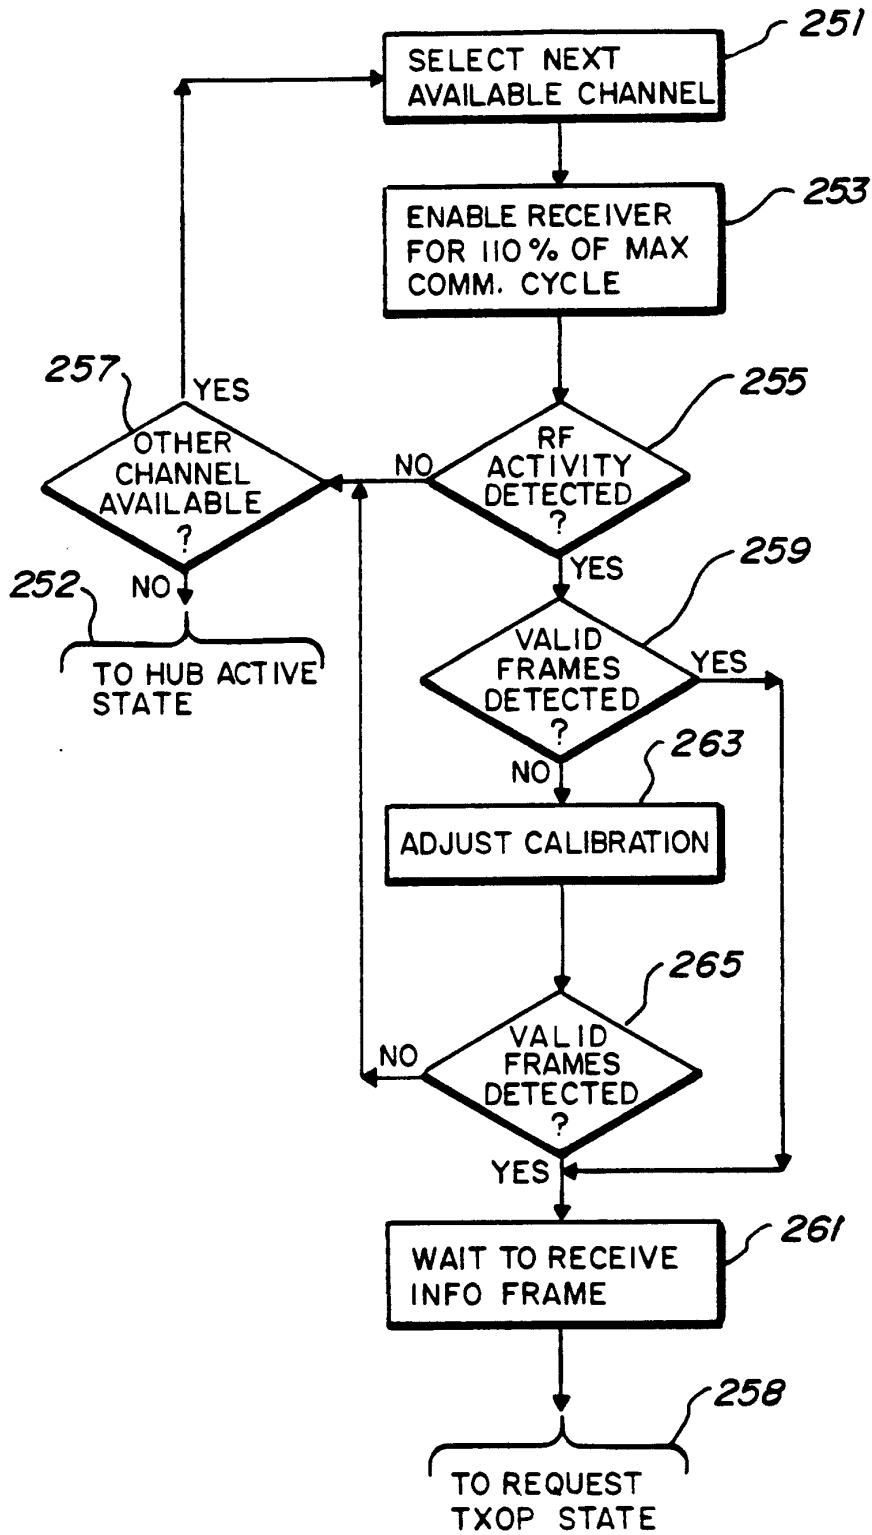 251
SELECT NEXT
AVAILABLE CHANNEL
253
ENABLE RECEIVER
FOR 110% OF MAX
COMM. CYCLE
257
YES
OTHER
CHANNEL
AVAILABLE
?
NO
255
RF
ACTIVITY
DETECTED
?
NO
YES
252
TO HUB ACTIVE
STATE
259
VALID
FRAMES
DETECTED
?
YES
NO
263
ADJUST CALIBRATION
265
VALID
FRAMES
DETECTED
?
NO
YES
261
WAIT TO RECEIVE
INFO FRAME
258
TO REQUEST
TXOP STATE